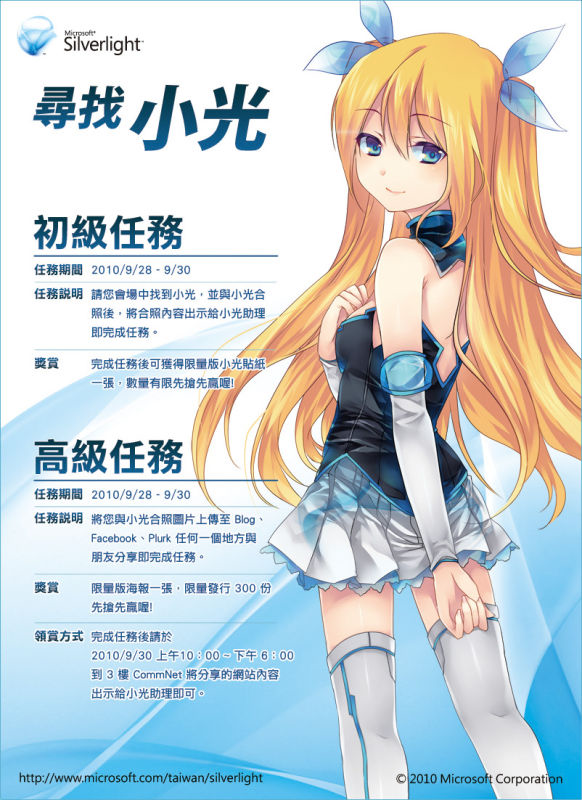 Microsoft®
Silverlight™
尋找 小光
初級任務
任務期間 2010/9/28 - 9/30
任務說明 請您會場中找到小光，並與小光合
照後，將合照內容出示給小光助理
即完成任務。
獎賞 完成任務後可獲得限量版小光貼紙
一張，數量有限先搶先贏喔!
高級任務
任務期間 2010/9/28 - 9/30
任務說明 將您與小光合照圖片上傳至 Blog、
Facebook、Plurk 任何一個地方與
朋友分享即完成任務。
獎賞 限量版海報一張，限量發行 300 份
先搶先贏喔!
領賞方式 完成任務後請於
2010/9/30 上午10：00 ~ 下午 6：00
到 3 樓 CommNet 將分享的網站內容
出示給小光助理即可。
http://www.microsoft.com/taiwan/silverlight
© 2010 Microsoft Corporation